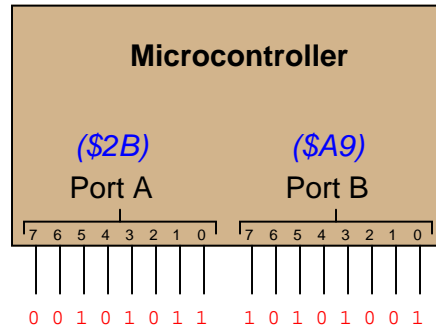 Microcontroller
($2B) ($A9)
Port A Port B
7 6 5 4 3 2 1 0 7 6 5 4 3 2 1 0
0 0 1 0 1 0 1 1 1 0 1 0 1 0 0 1